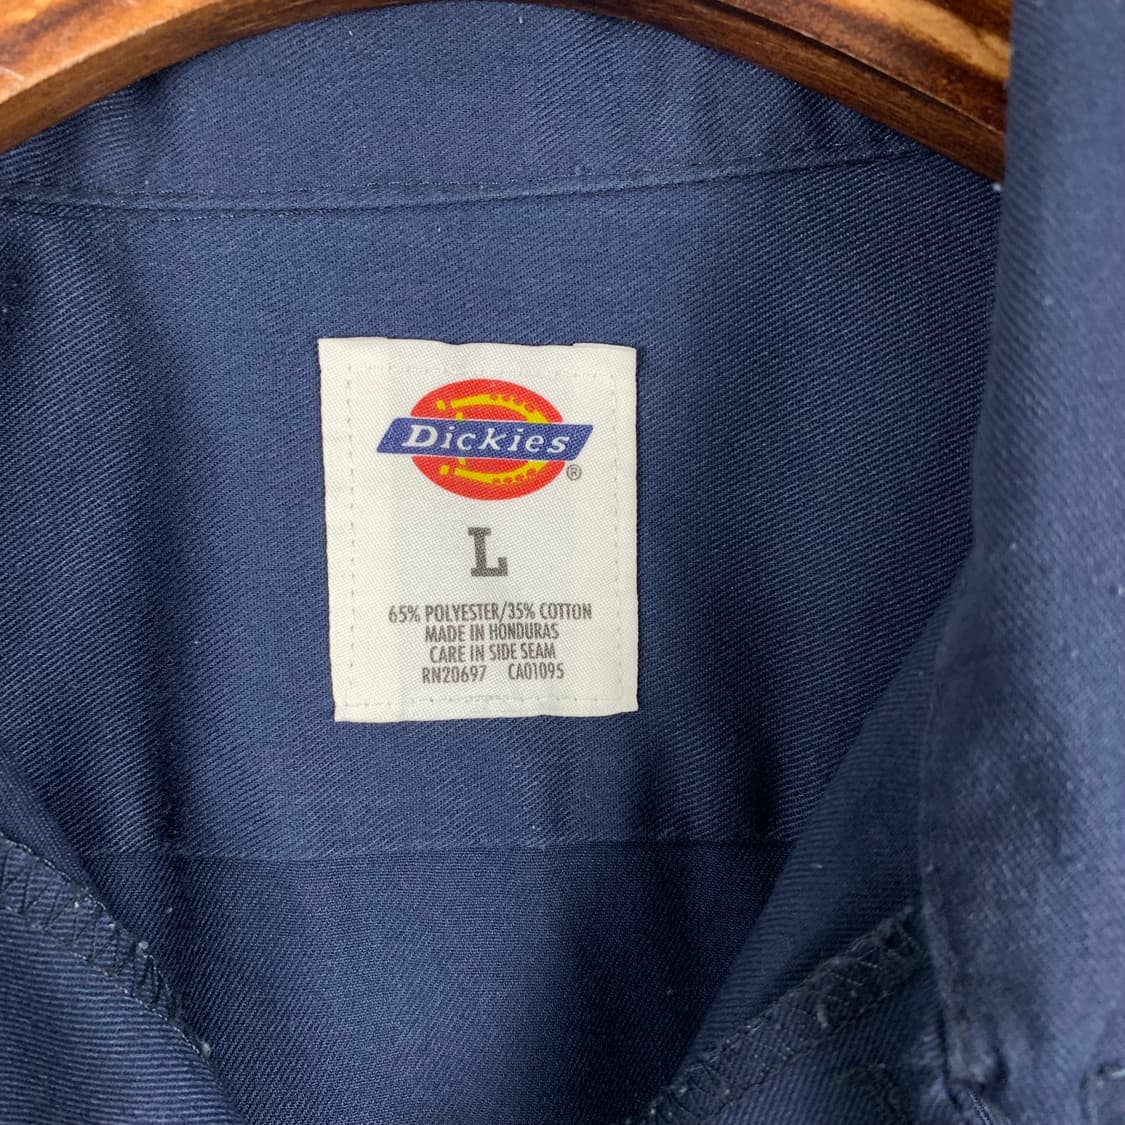 Dickies
®
L
65% POLYESTER/35% COTTON
MADE IN HONDURAS
CARE IN SIDE SEAM
RN20697 CA01095